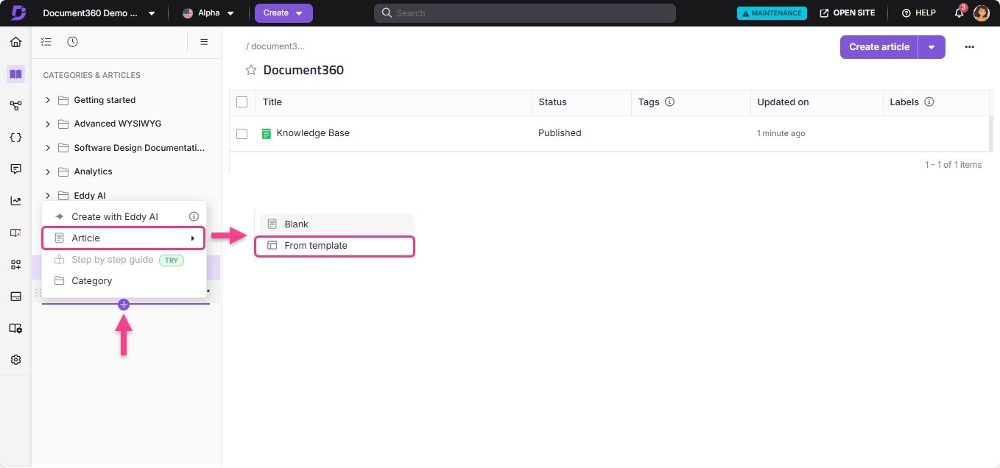 Document360 Demo ...
Alpha
Create
Search
MAINTENANCE
OPEN SITE
HELP
3
CATEGORIES & ARTICLES
Getting started
Advanced WYSIWYG
Software Design Documentati...
Analytics
Eddy AI
Create with Eddy AI
Article
Step by step guide TRY
Category
/ document3...
Document360
Create article
Title Status Tags Updated on Labels
Knowledge Base Published 1 minute ago
1 - 1 of 1 items
Blank
From template